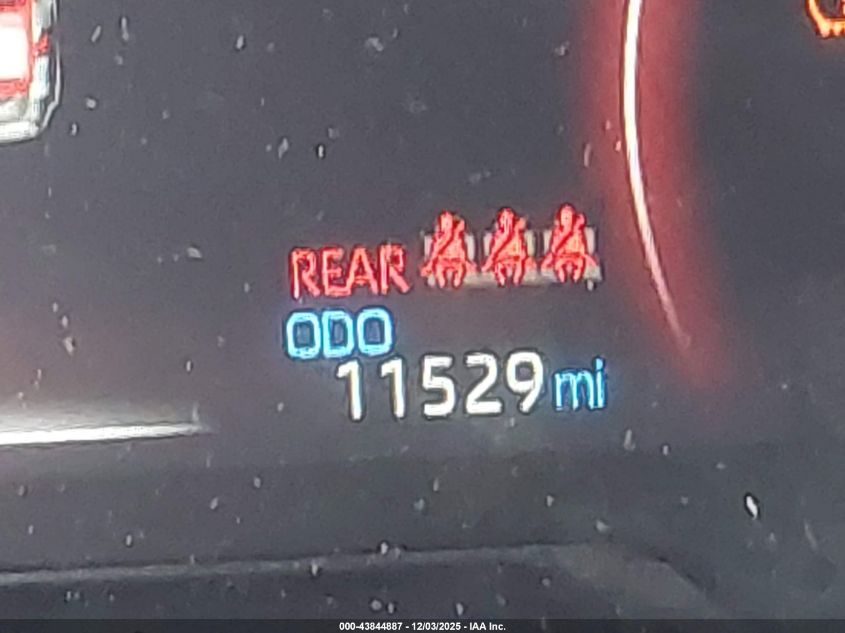 REAR
ODO
11529 mi
000-43844887 - 12/03/2025 - IAA Inc.